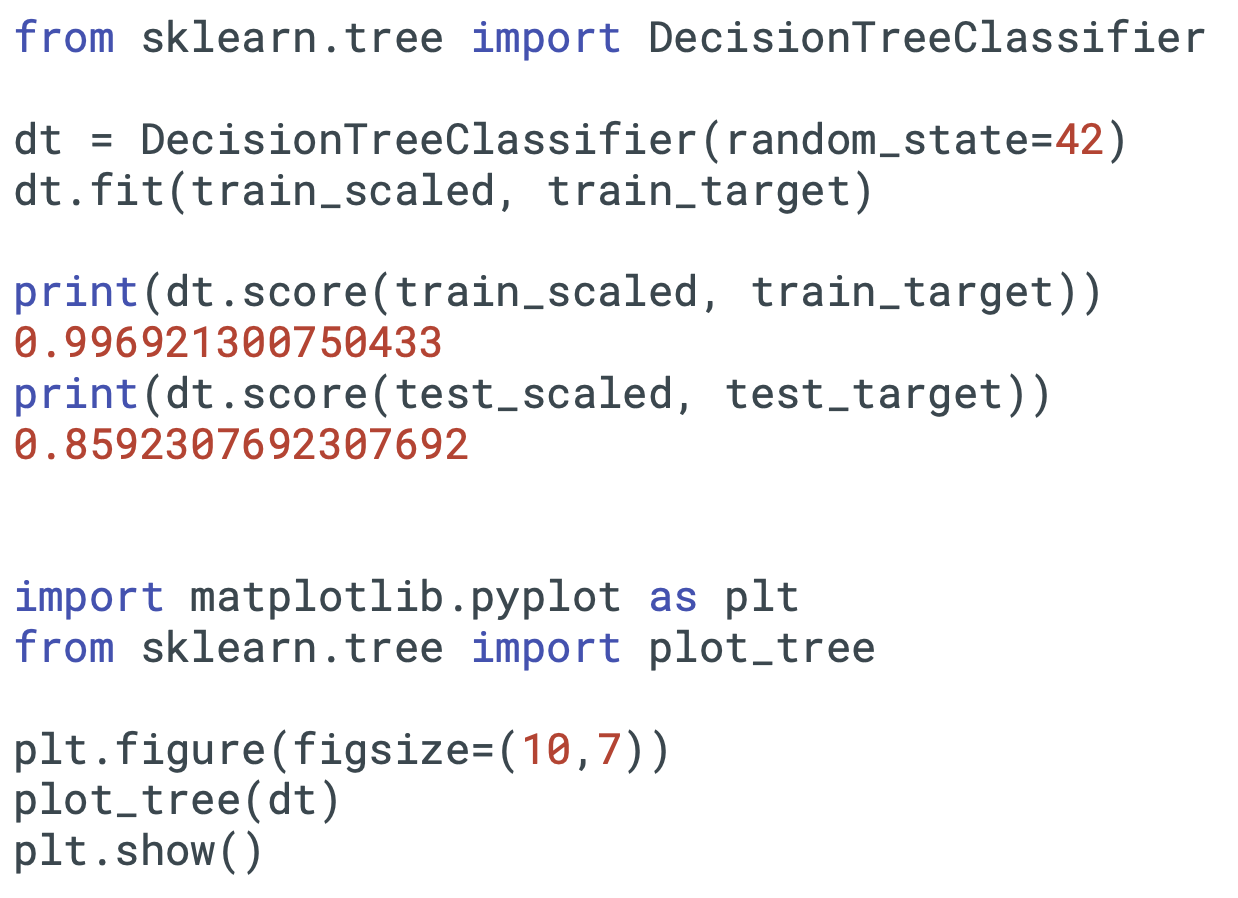 from sklearn.tree import DecisionTreeClassifier
dt = DecisionTreeClassifier(random_state=42)
dt.fit(train_scaled, train_target)
print(dt.score(train_scaled, train_target))
0.996921300750433
print(dt.score(test_scaled, test_target))
0.8592307692307692
import matplotlib.pyplot as plt
from sklearn.tree import plot_tree
plt.figure(figsize=(10,7))
plot_tree(dt)
plt.show()